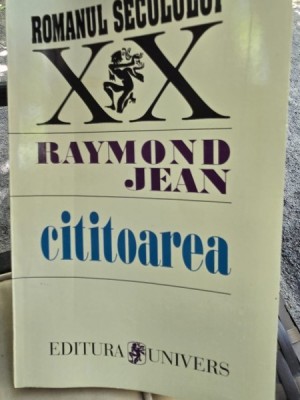 ROMANUL SECOLULUI
XX
RAYMOND
JEAN
cititoarea
EDITURA UNIVERS